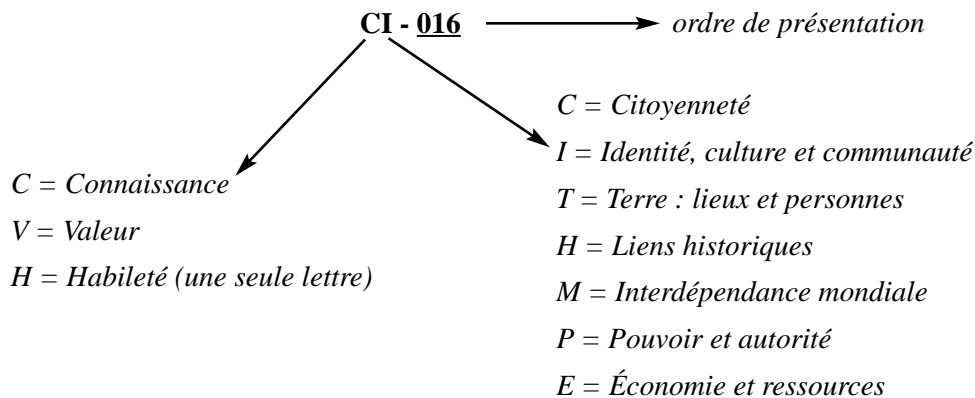 CI - 016
ordre de présentation
C = Connaissance
V = Valeur
H = Habileté (une seule lettre)
C = Citoyenneté
I = Identité, culture et communauté
T = Terre : lieux et personnes
H = Liens historiques
M = Interdépendance mondiale
P = Pouvoir et autorité
E = Économie et ressources